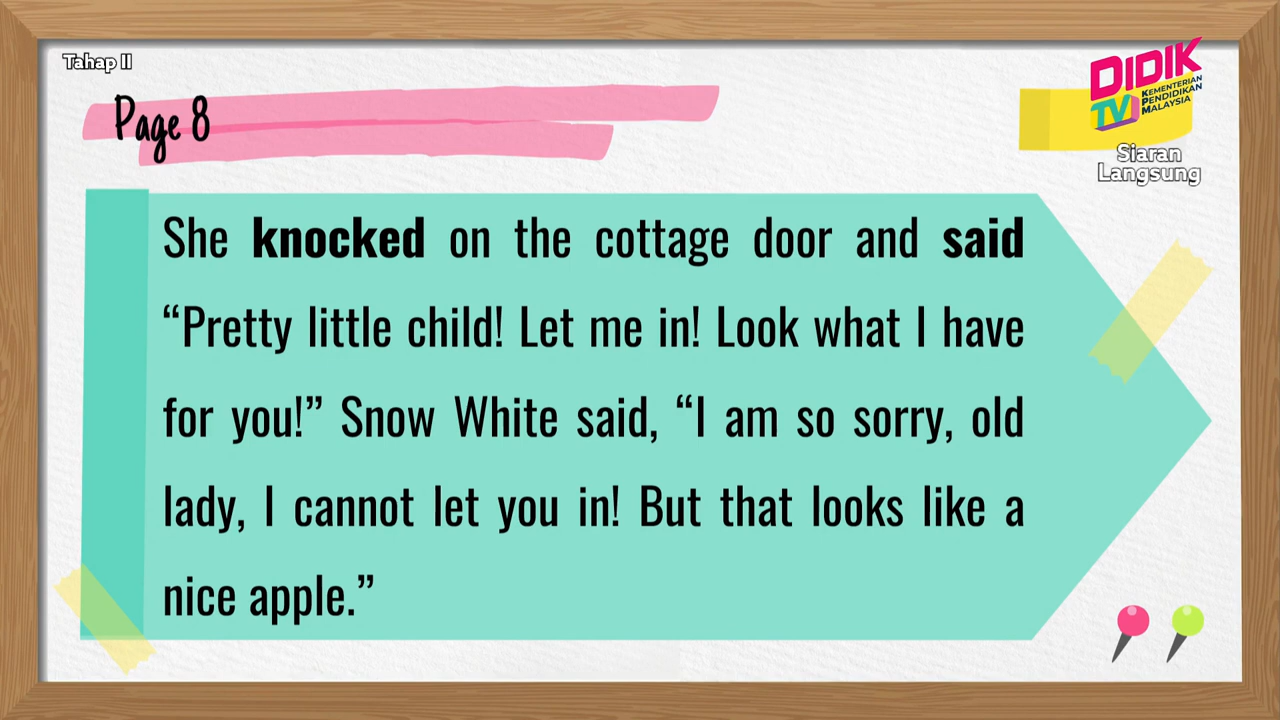 Tahap II
Page 8
DIDIK
TV
KEMENTERIAN
PENDIDIKAN
MALAYSIA
Siaran
Langsung
She knocked on the cottage door and said
“Pretty little child! Let me in! Look what I have
for you!” Snow White said, “I am so sorry, old
lady, I cannot let you in! But that looks like a
nice apple.”